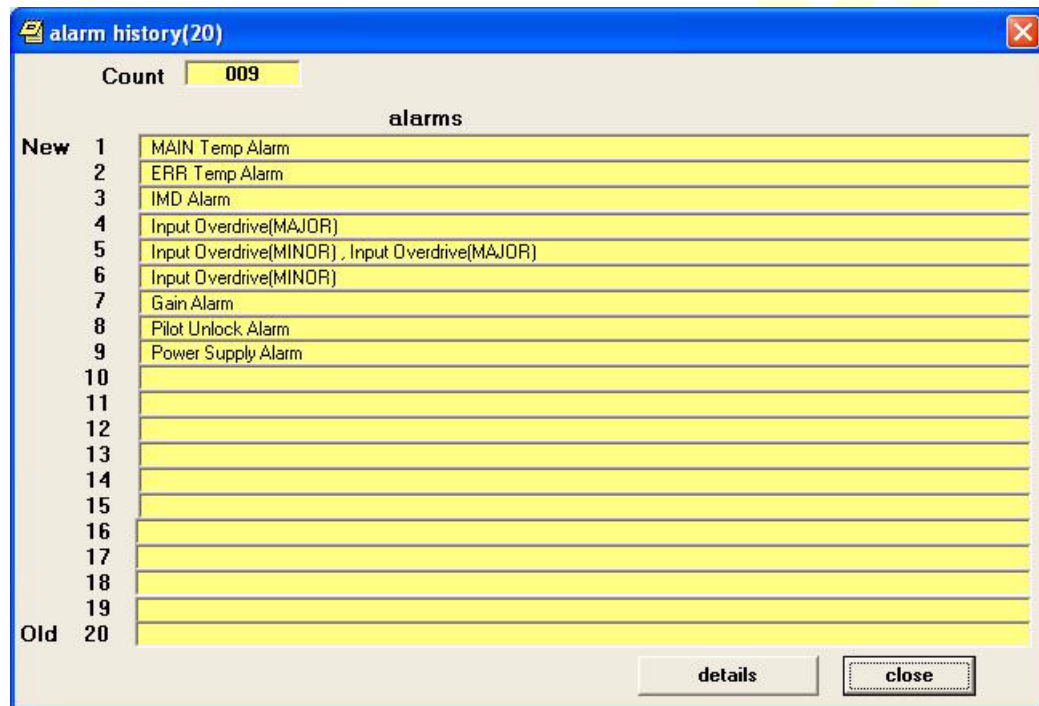 alarm history(20)
Count 009
alarms
New 1 MAIN Temp Alarm
2 ERR Temp Alarm
3 IMD Alarm
4 Input Overdrive(MAJOR)
5 Input Overdrive(MINOR) , Input Overdrive(MAJOR)
6 Input Overdrive(MINOR)
7 Gain Alarm
8 Pilot Unlock Alarm
9 Power Supply Alarm
10
11
12
13
14
15
16
17
18
19
Old 20
details close